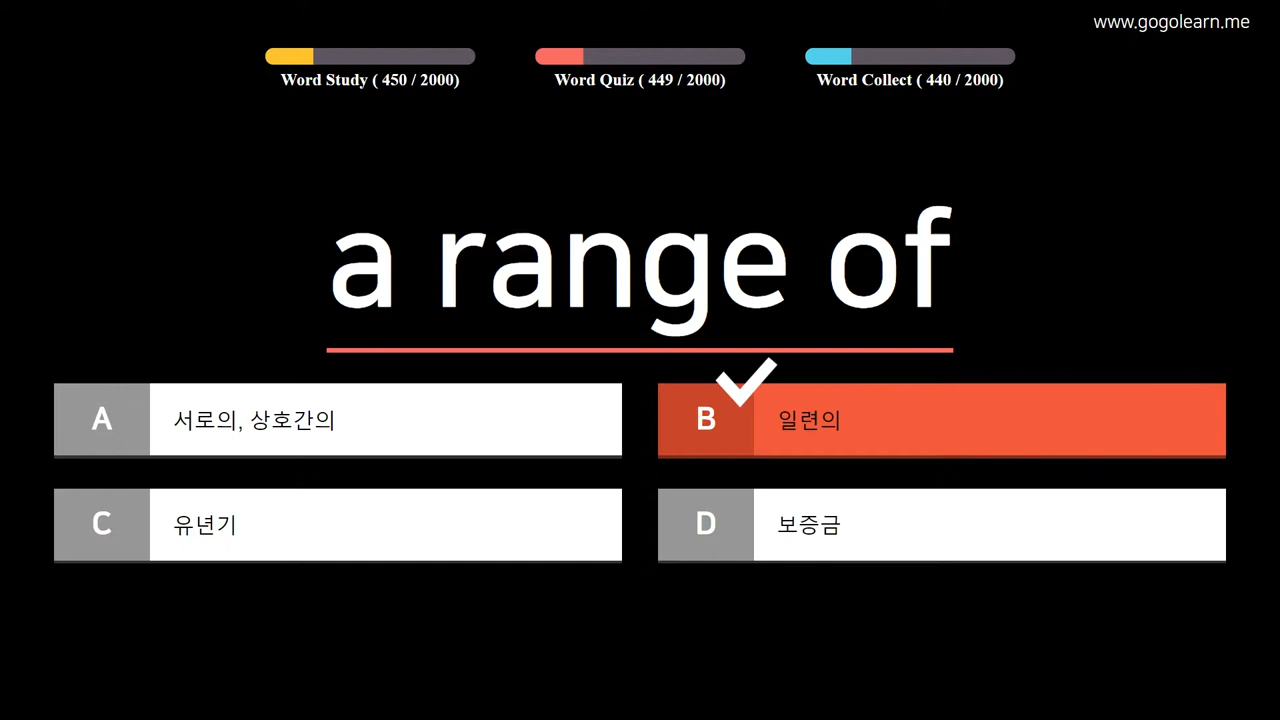 www.gogolearn.me
Word Study ( 450 / 2000)
Word Quiz ( 449 / 2000)
Word Collect ( 440 / 2000)
a range of
A 서로의, 상호간의
B 일련의
C 유년기
D 보증금